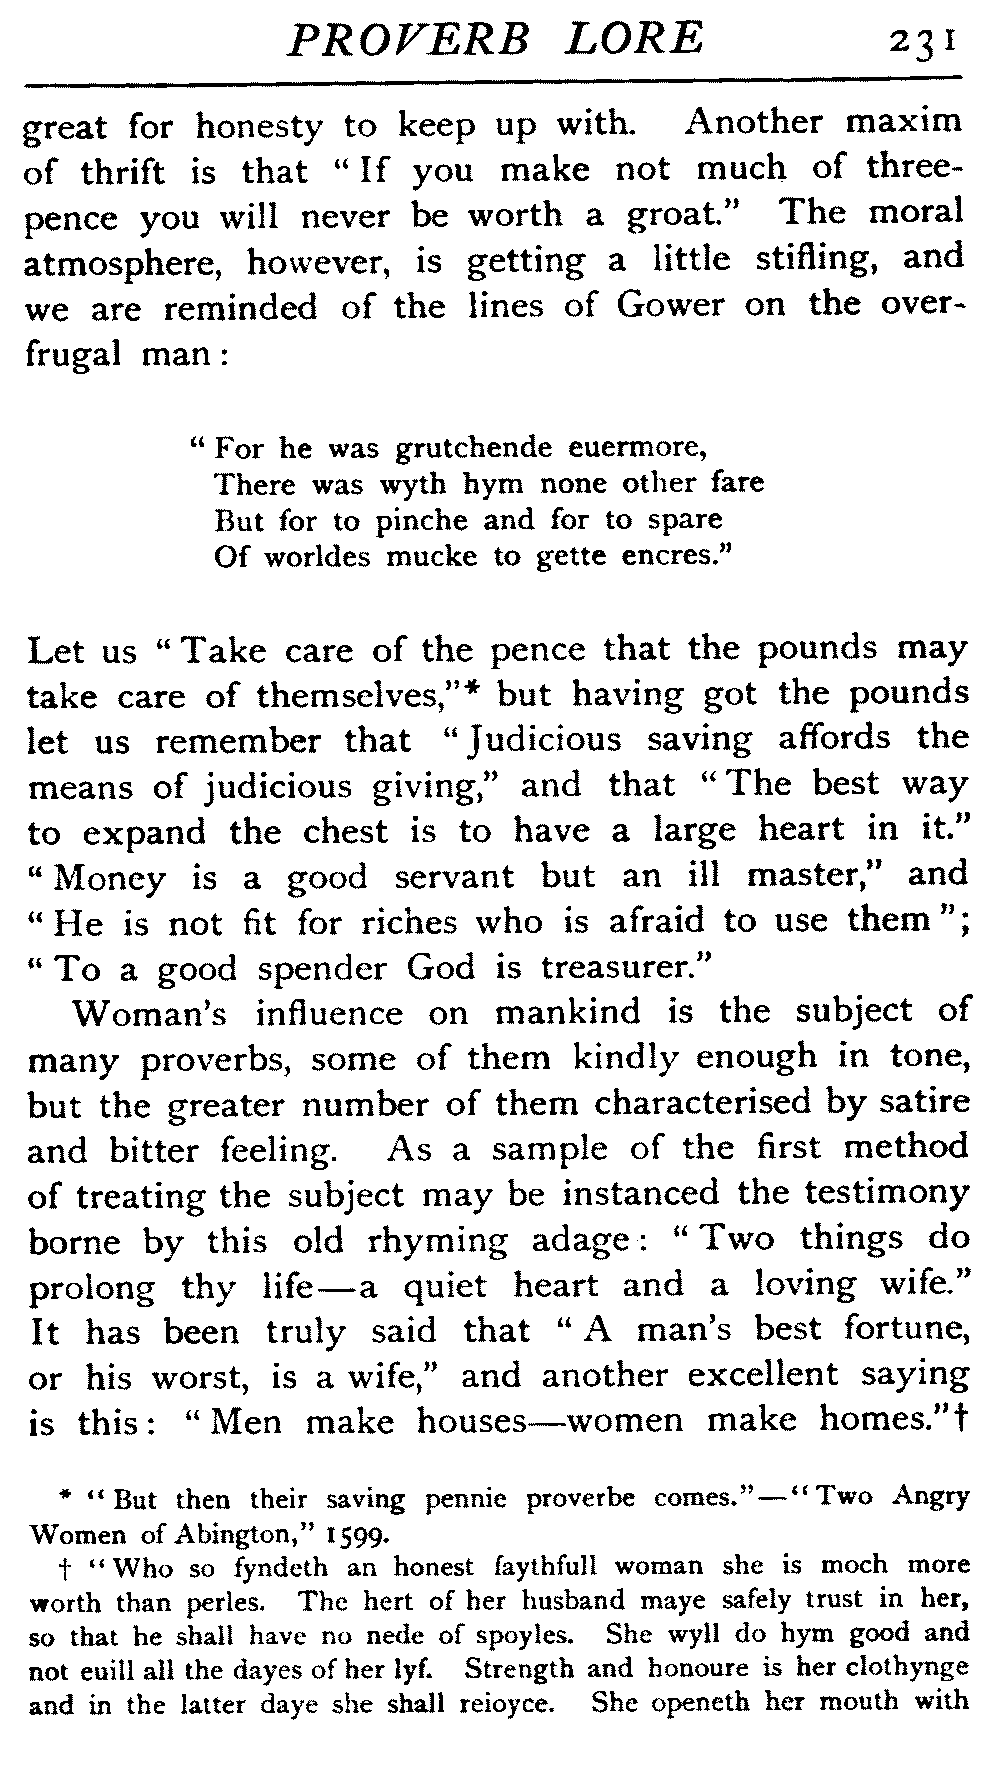 PROVERB LORE 231
great for honesty to keep up with. Another maxim
of thrift is that “ If you make not much of three-
pence you will never be worth a groat.” The moral
atmosphere, however, is getting a little stifling, and
we are reminded of the lines of Gower on the over-
frugal man :
“ For he was grutchende euermore,
There was wyth hym none other fare
But for to pinche and for to spare
Of worldes mucke to gette encres.”
Let us “ Take care of the pence that the pounds may
take care of themselves,”* but having got the pounds
let us remember that “ Judicious saving affords the
means of judicious giving,” and that “ The best way
to expand the chest is to have a large heart in it.”
“ Money is a good servant but an ill master,” and
“ He is not fit for riches who is afraid to use them ”;
“ To a good spender God is treasurer.”
Woman’s influence on mankind is the subject of
many proverbs, some of them kindly enough in tone,
but the greater number of them characterised by satire
and bitter feeling. As a sample of the first method
of treating the subject may be instanced the testimony
borne by this old rhyming adage : “ Two things do
prolong thy life—a quiet heart and a loving wife.”
It has been truly said that “ A man’s best fortune,
or his worst, is a wife,” and another excellent saying
is this : “ Men make houses—women make homes.”†
* “ But then their saving pennie proverbe comes.”—“ Two Angry
Women of Abington,” 1599.
† “ Who so fyndeth an honest faythfull woman she is moch more
worth than perles. The hert of her husband maye safely trust in her,
so that he shall have no nede of spoyles. She wyll do hym good and
not euill all the dayes of her lyf. Strength and honoure is her clothynge
and in the latter daye she shall reioyce. She openeth her mouth with